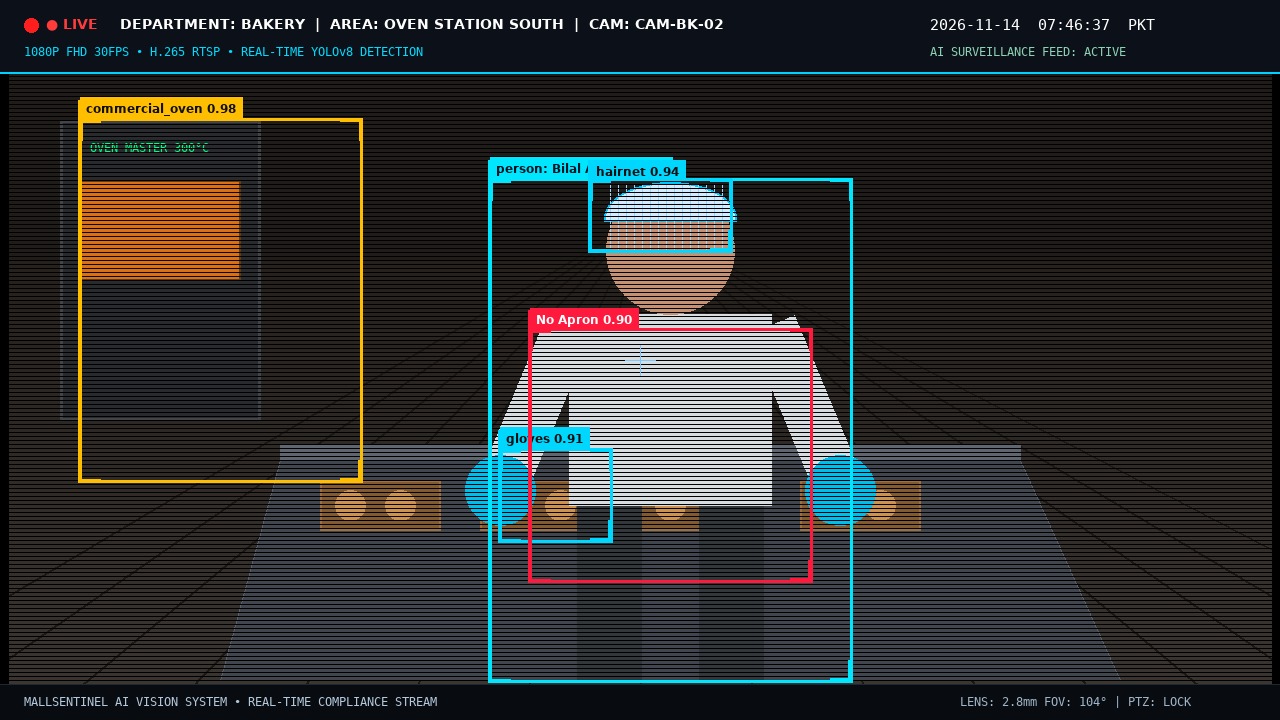 ● LIVE DEPARTMENT: BAKERY | AREA: OVEN STATION SOUTH | CAM: CAM-BK-02 2026-11-14 07:46:37 PKT
1080P FHD 30FPS • H.265 RTSP • REAL-TIME YOLOv8 DETECTION AI SURVEILLANCE FEED: ACTIVE
commercial_oven 0.98
OVEN MASTER 300°C
person: Bilal
hairnet 0.94
No Apron 0.90
gloves 0.91
MALLSENTINEL AI VISION SYSTEM • REAL-TIME COMPLIANCE STREAM LENS: 2.8mm FOV: 104° | PTZ: LOCK